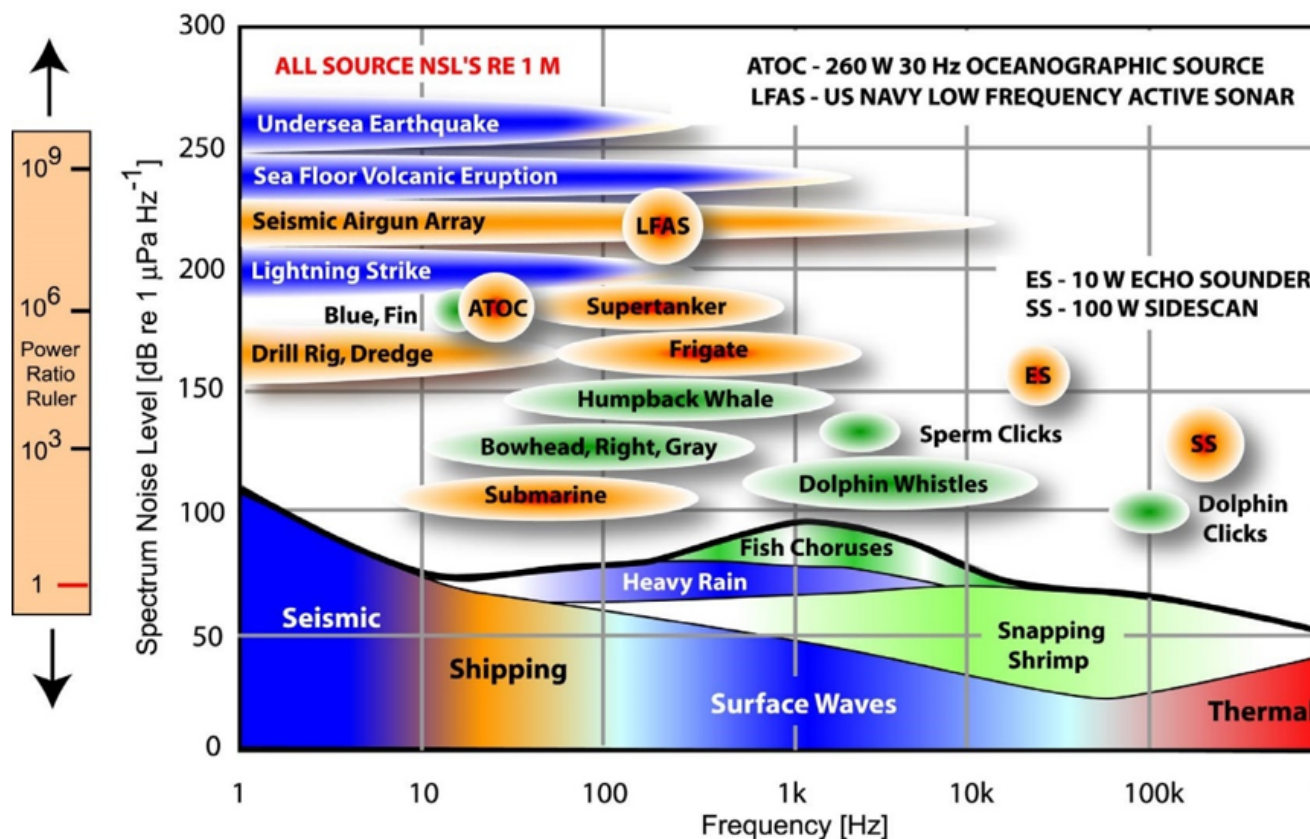 300
250
200
150
100
50
0
Spectrum Noise Level [dB re 1 µPa Hz⁻¹]
10⁹
10⁶
Power
Ratio
Ruler
10³
1
ALL SOURCE NSL'S RE 1 M
ATOC - 260 W 30 Hz OCEANOGRAPHIC SOURCE
LFAS - US NAVY LOW FREQUENCY ACTIVE SONAR
Undersea Earthquake
Sea Floor Volcanic Eruption
Seismic Airgun Array
LFAS
Lightning Strike
ES - 10 W ECHO SOUNDER
SS - 100 W SIDESCAN
Blue, Fin
ATOC
Supertanker
Drill Rig, Dredge
Frigate
ES
Humpback Whale
Sperm Clicks
SS
Bowhead, Right, Gray
Submarine
Dolphin Whistles
Dolphin
Clicks
Fish Choruses
Heavy Rain
Seismic
Shipping
Surface Waves
Snapping
Shrimp
Thermal
1
10
100
1k
10k
100k
Frequency [Hz]